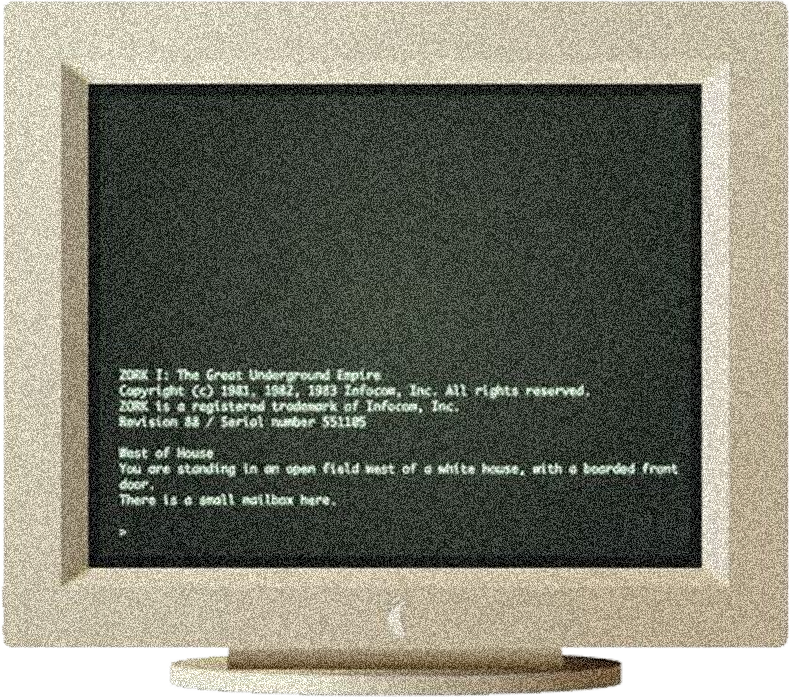 ZORK I: The Great Underground Empire
Copyright (c) 1981, 1982, 1983 Infocom, Inc. All rights reserved.
ZORK is a registered trademark of Infocom, Inc.
Revision 88 / Serial number 551105
West of House
You are standing in an open field west of a white house, with a boarded front
door.
There is a small mailbox here.
>